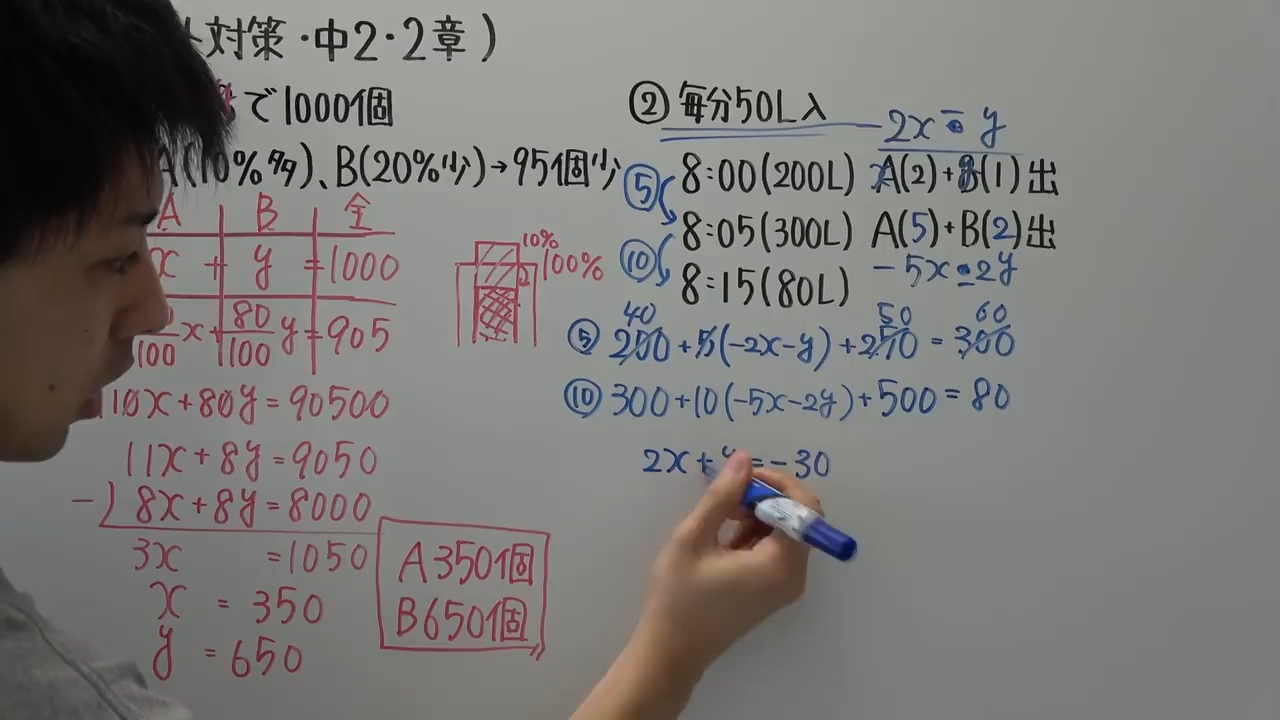 対策・中2・2章)
で1000個
A(10%多)、B(20%少)→95個少
A B 全
x + y =1000
100 x+ 80/100 y=905
10% 100%
110x+80y=90500
11x+8y=9050
-) 8x+8y=8000
3x =1050
x = 350
y = 650
A350個
B650個
② 毎分50L入
-2x - y
⑤ 8:00(200L) A(2)+B(1)出
8:05(300L) A(5)+B(2)出
⑩ -5x-2y
8:15(80L)
40 50 60
⑤ 200+5(-2x-y)+250=300
⑩ 300+10(-5x-2y)+500=80
2x+ =-30